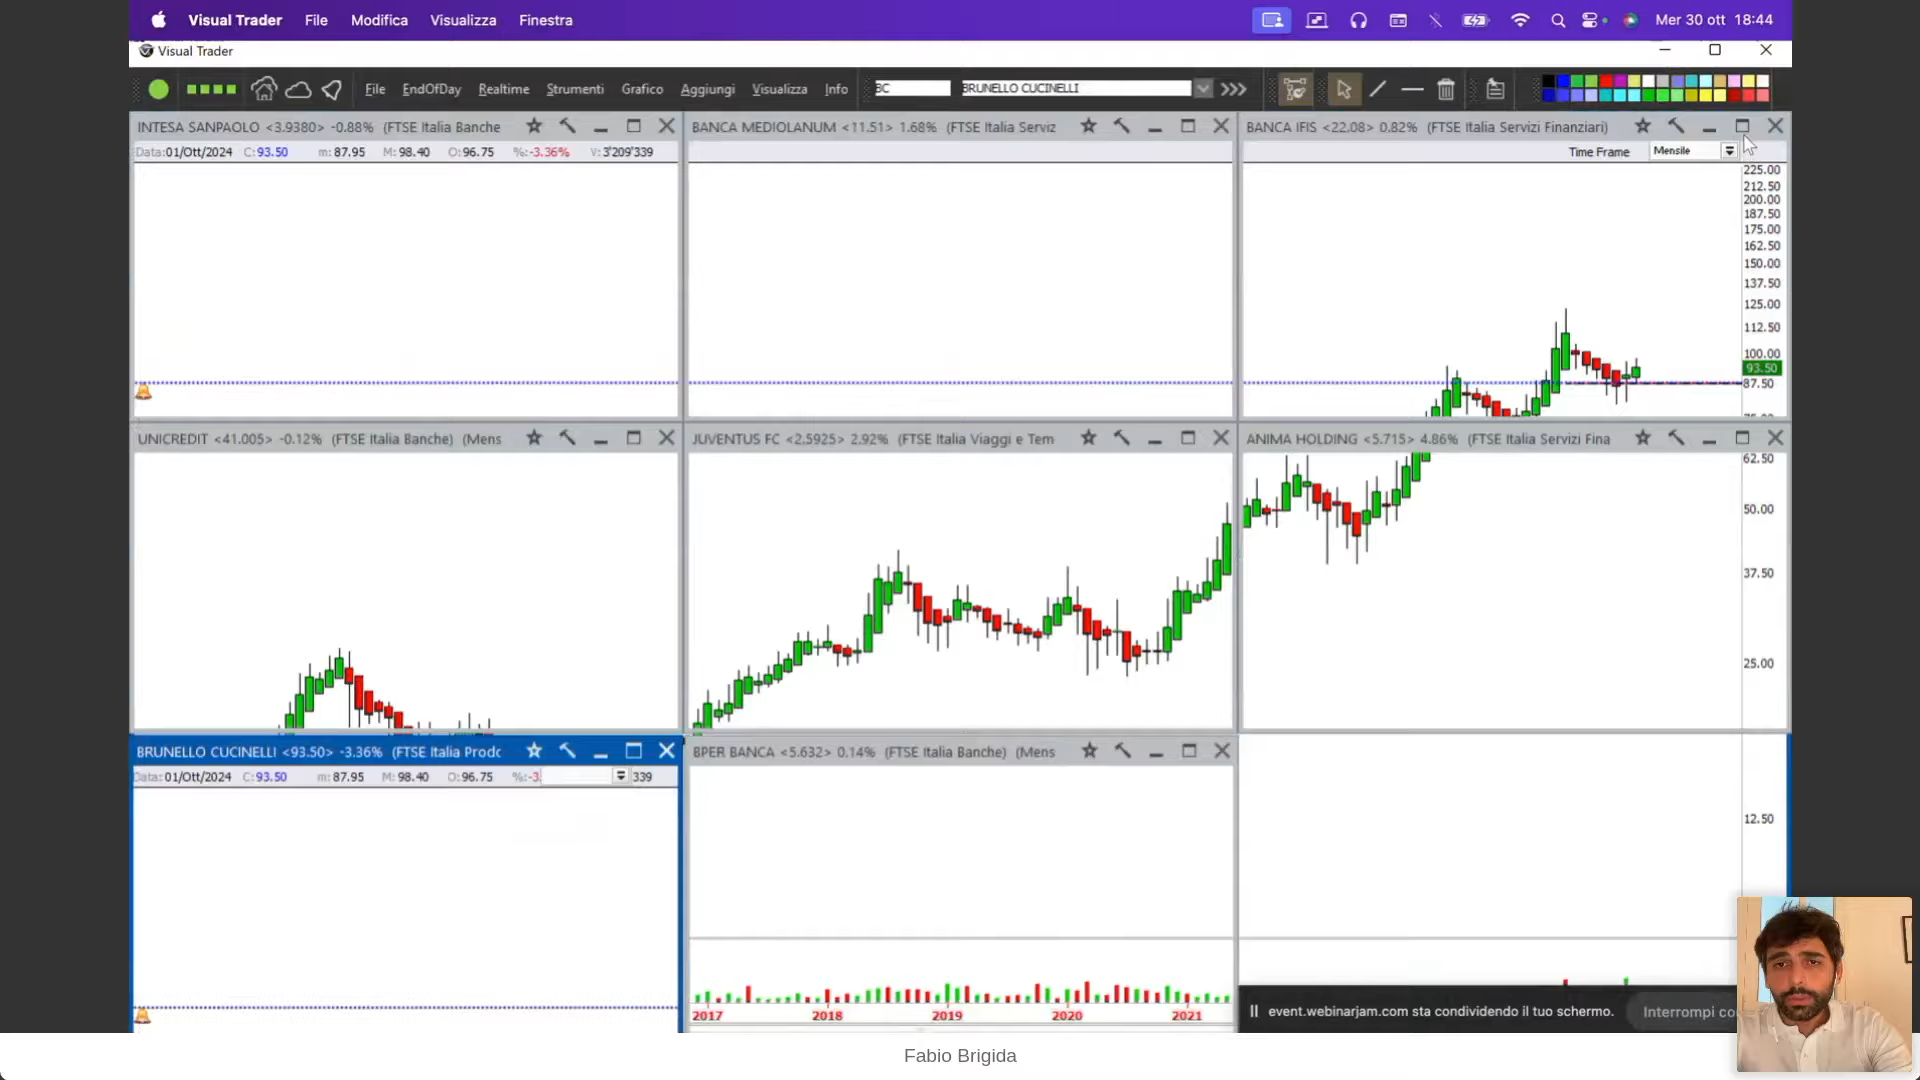 Visual Trader File Modifica Visualizza Finestra Mer 30 ott 18:44
Visual Trader
File EndOfDay Realtime Strumenti Grafico Aggiungi Visualizza Info BC BRUNELLO CUCINELLI
INTESA SANPAOLO <3.9380> -0.88% (FTSE Italia Banche
BANCA MEDIOLANUM <11.51> 1.68% (FTSE Italia Serviz
BANCA IFIS <22.08> 0.82% (FTSE Italia Servizi Finanziari)
Data:01/Ott/2024 C:93.50 m:87.95 M:98.40 O:96.75 %:-3.36% V:3'209'339
Time Frame Mensile
225.00
212.50
200.00
187.50
175.00
162.50
150.00
137.50
125.00
112.50
100.00
93.50
87.50
UNICREDIT <41.005> -0.12% (FTSE Italia Banche) (Mens
JUVENTUS FC <2.5925> 2.92% (FTSE Italia Viaggi e Tem
ANIMA HOLDING <5.715> 4.86% (FTSE Italia Servizi Fina
62.50
50.00
37.50
25.00
BRUNELLO CUCINELLI <93.50> -3.36% (FTSE Italia Prodo
BPER BANCA <5.632> 0.14% (FTSE Italia Banche) (Mens
Data:01/Ott/2024 C:93.50 m:87.95 M:98.40 O:96.75 %:-3. 339
12.50
2017 2018 2019 2020 2021
event.webinarjam.com sta condividendo il tuo schermo. Interrompi co
Fabio Brigida